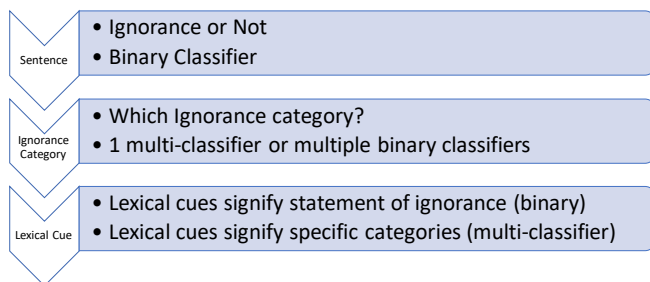 Sentence
• Ignorance or Not
• Binary Classifier
Ignorance
Category
• Which Ignorance category?
• 1 multi-classifier or multiple binary classifiers
Lexical Cue
• Lexical cues signify statement of ignorance (binary)
• Lexical cues signify specific categories (multi-classifier)